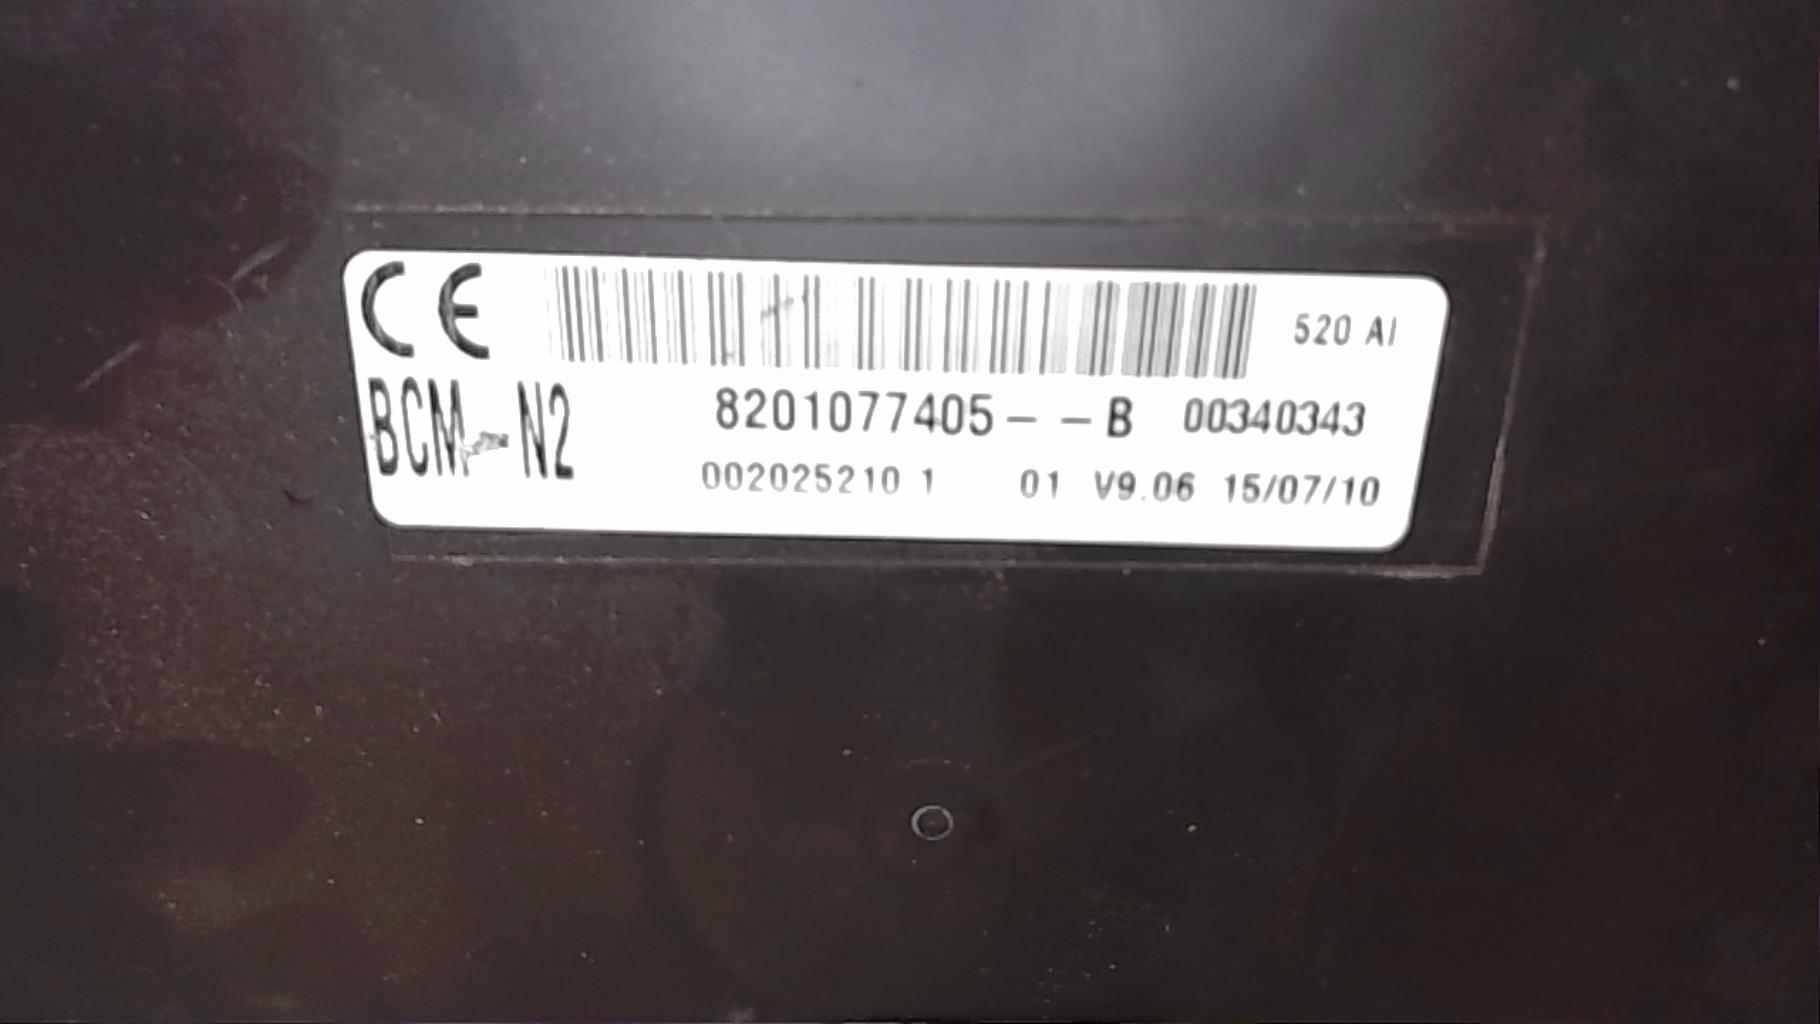 CE 520 AI
BCM-N2 8201077405--B 00340343
002025210 1 01 V9.06 15/07/10